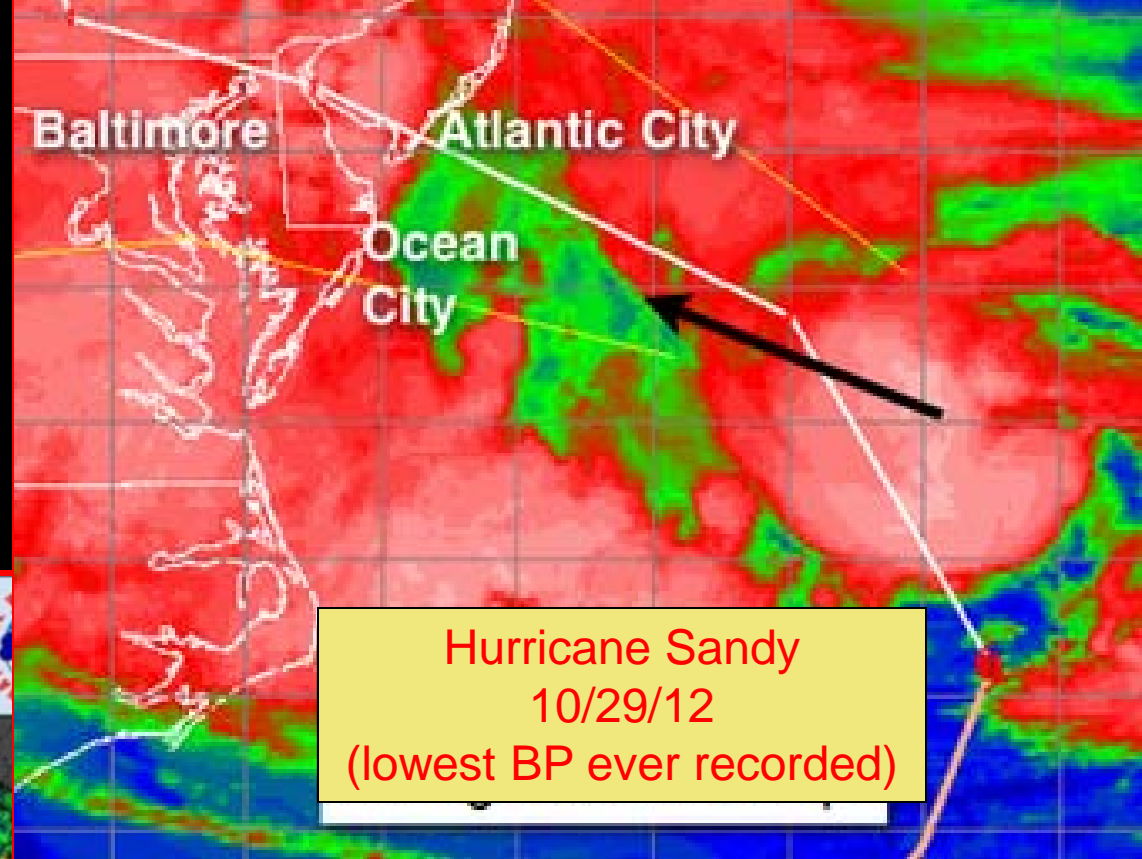 Baltimore
Atlantic City
Ocean
City
Hurricane Sandy
10/29/12
(lowest BP ever recorded)